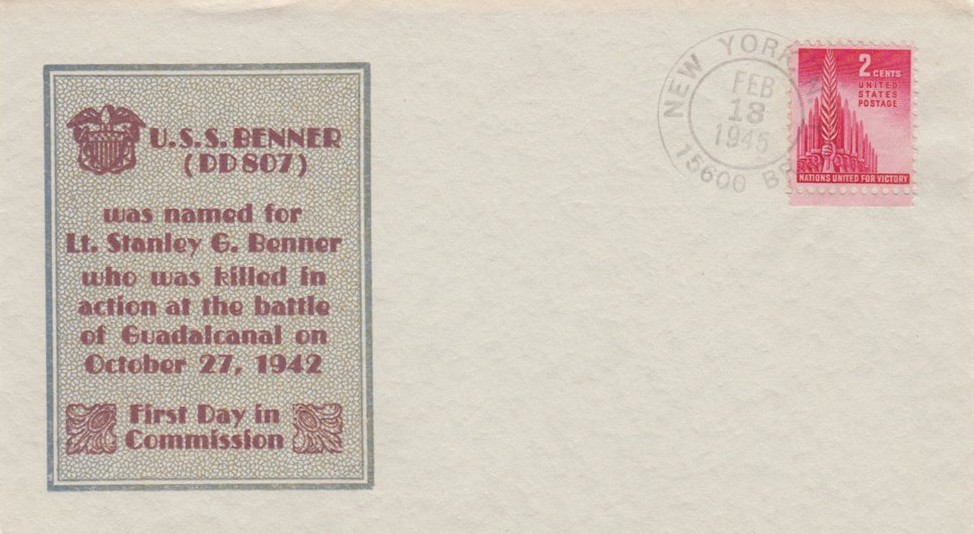 U.S.S. BENNER
(DD 807)
was named for
Lt. Stanley G. Benner
who was killed in
action at the battle
of Guadalcanal on
October 27, 1942
First Day in
Commission
NEW YORK
FEB
18
1945
15600 BR
2 CENTS
UNITED
STATES
POSTAGE
NATIONS UNITED FOR VICTORY